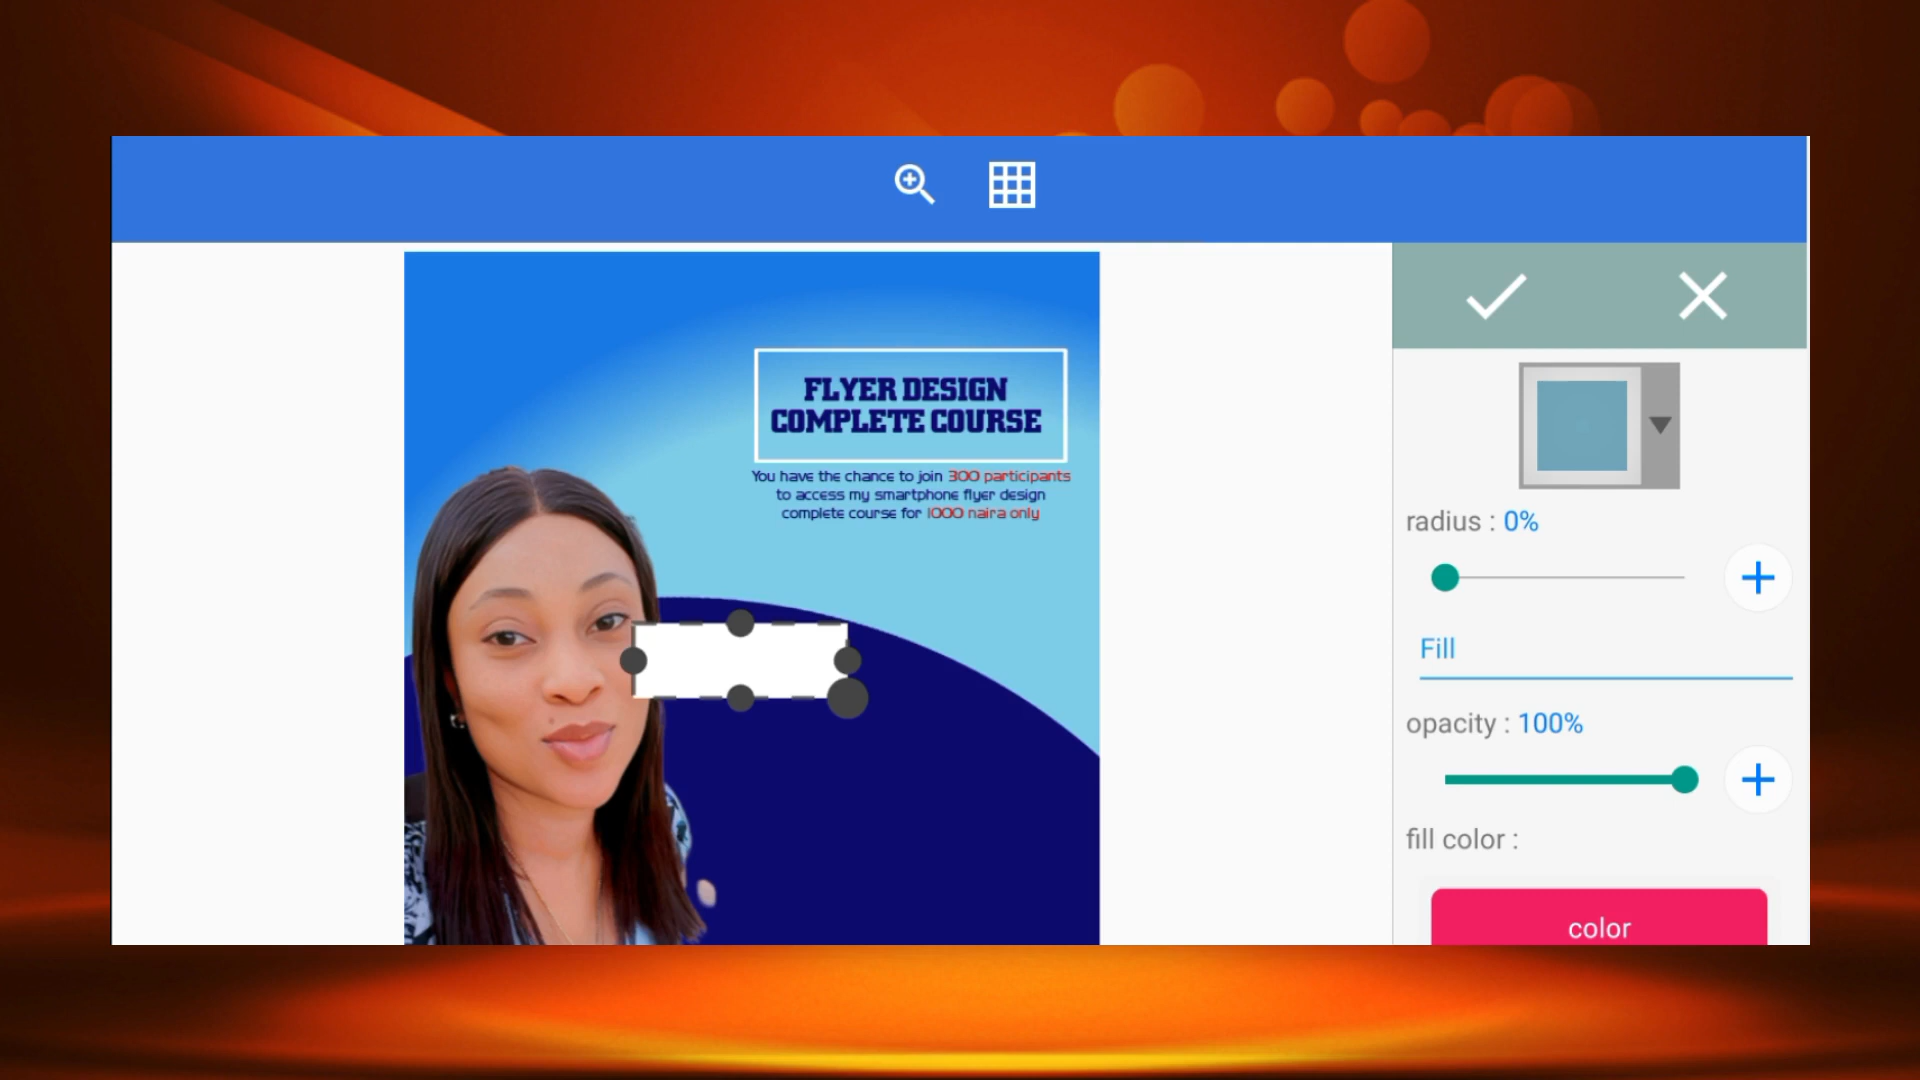 FLYER DESIGN
COMPLETE COURSE
You have the chance to join 300 participants
to access my smartphone flyer design
complete course for 1000 naira only
radius : 0%
Fill
opacity : 100%
fill color :
color